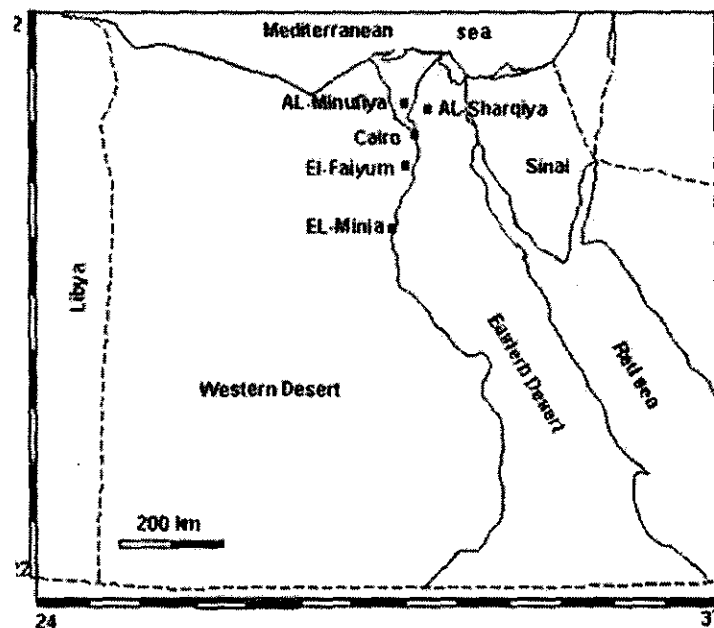 Mediterranean sea
AL-Minufiya
AL-Sharqiya
Cairo
El-Faiyum
Sinai
EL-Minia
Libya
Eastern Desert
Red sea
Western Desert
200 km
24